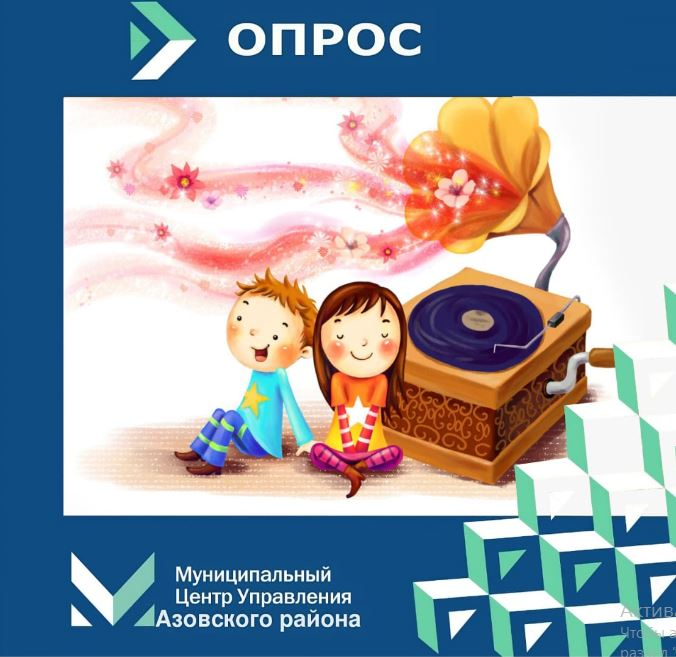 ОПРОС
Муниципальный
Центр Управления
Азовского района